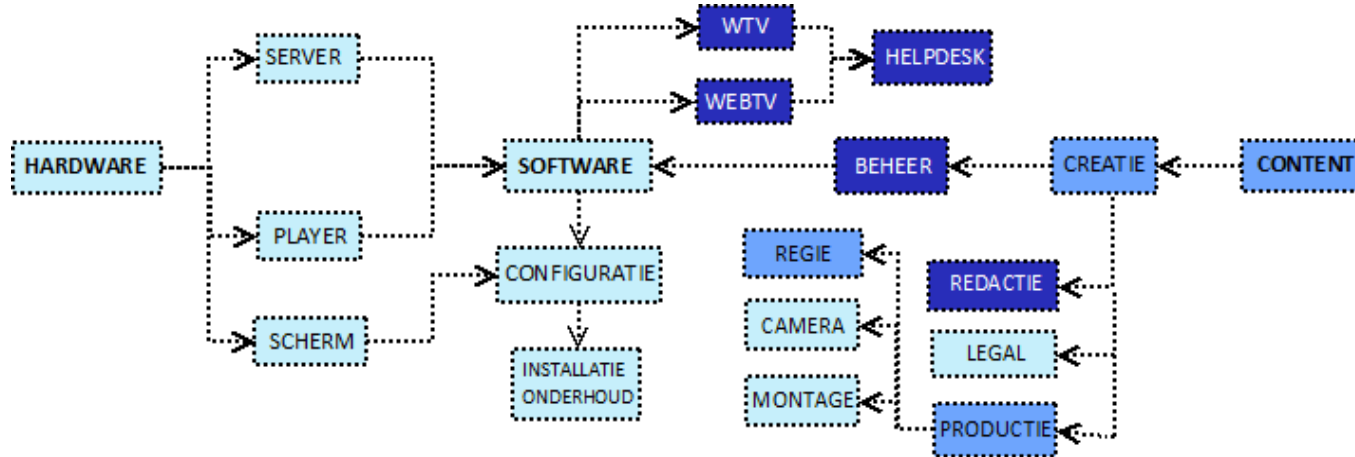 WTV
SERVER
HELPDESK
WEBTV
HARDWARE
SOFTWARE
BEHEER
CREATIE
CONTENT
PLAYER
REGIE
CONFIGURATIE
REDACTIE
CAMERA
SCHERM
LEGAL
INSTALLATIE
ONDERHOUD
MONTAGE
PRODUCTIE